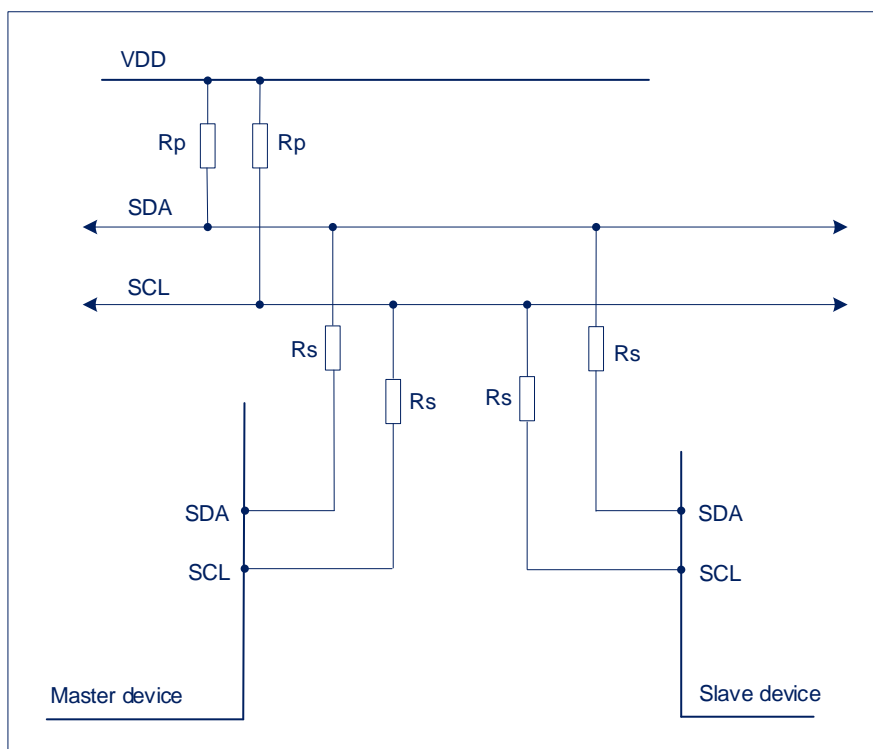 VDD
Rp
Rp
SDA
SCL
Rs
Rs
Rs
Rs
SDA
SDA
SCL
SCL
Master device
Slave device